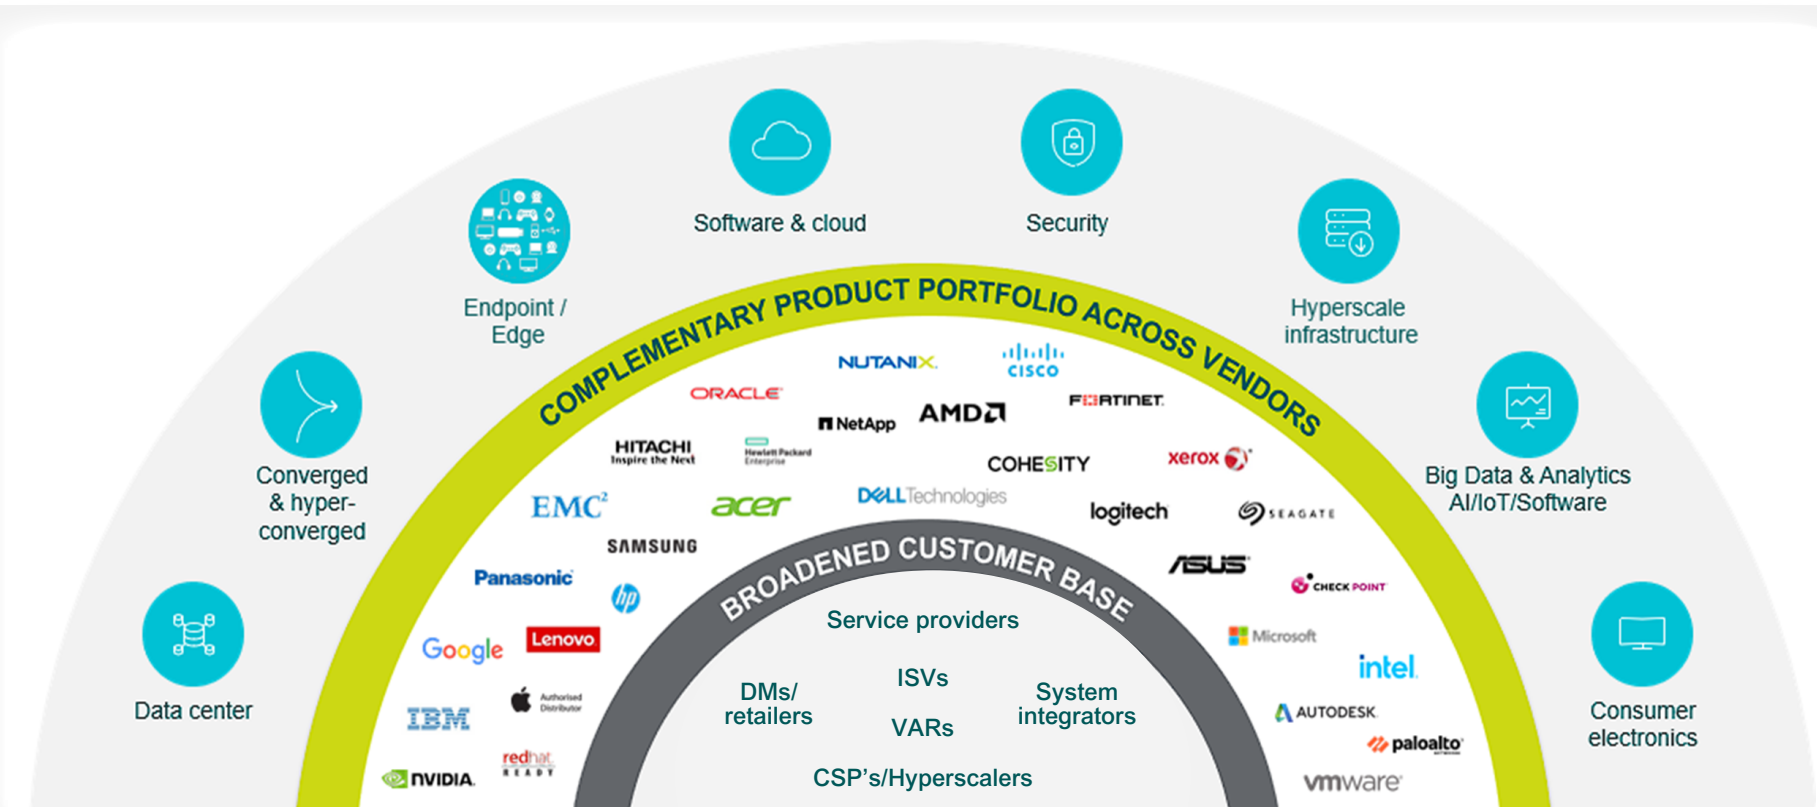 Software & cloud
Security
Endpoint /
Edge
Hyperscale
infrastructure
Converged
& hyper-
converged
Big Data & Analytics
AI/IoT/Software
Data center
Consumer
electronics
COMPLEMENTARY PRODUCT PORTFOLIO ACROSS VENDORS
NUTANIX
CISCO
ORACLE
NetApp
AMD
FORTINET
HITACHI
Inspire the Next
Hewlett Packard
Enterprise
COHESITY
xerox
EMC²
acer
DELL Technologies
logitech
SEAGATE
SAMSUNG
ASUS
Panasonic
hp
CHECK POINT
Google
Lenovo
Microsoft
intel
IBM
Authorised
Distributor
AUTODESK
redhat
READY
paloalto
NETWORKS
NVIDIA
vmware
BROADENED CUSTOMER BASE
Service providers
DMs/
retailers
ISVs
VARs
System
integrators
CSP's/Hyperscalers